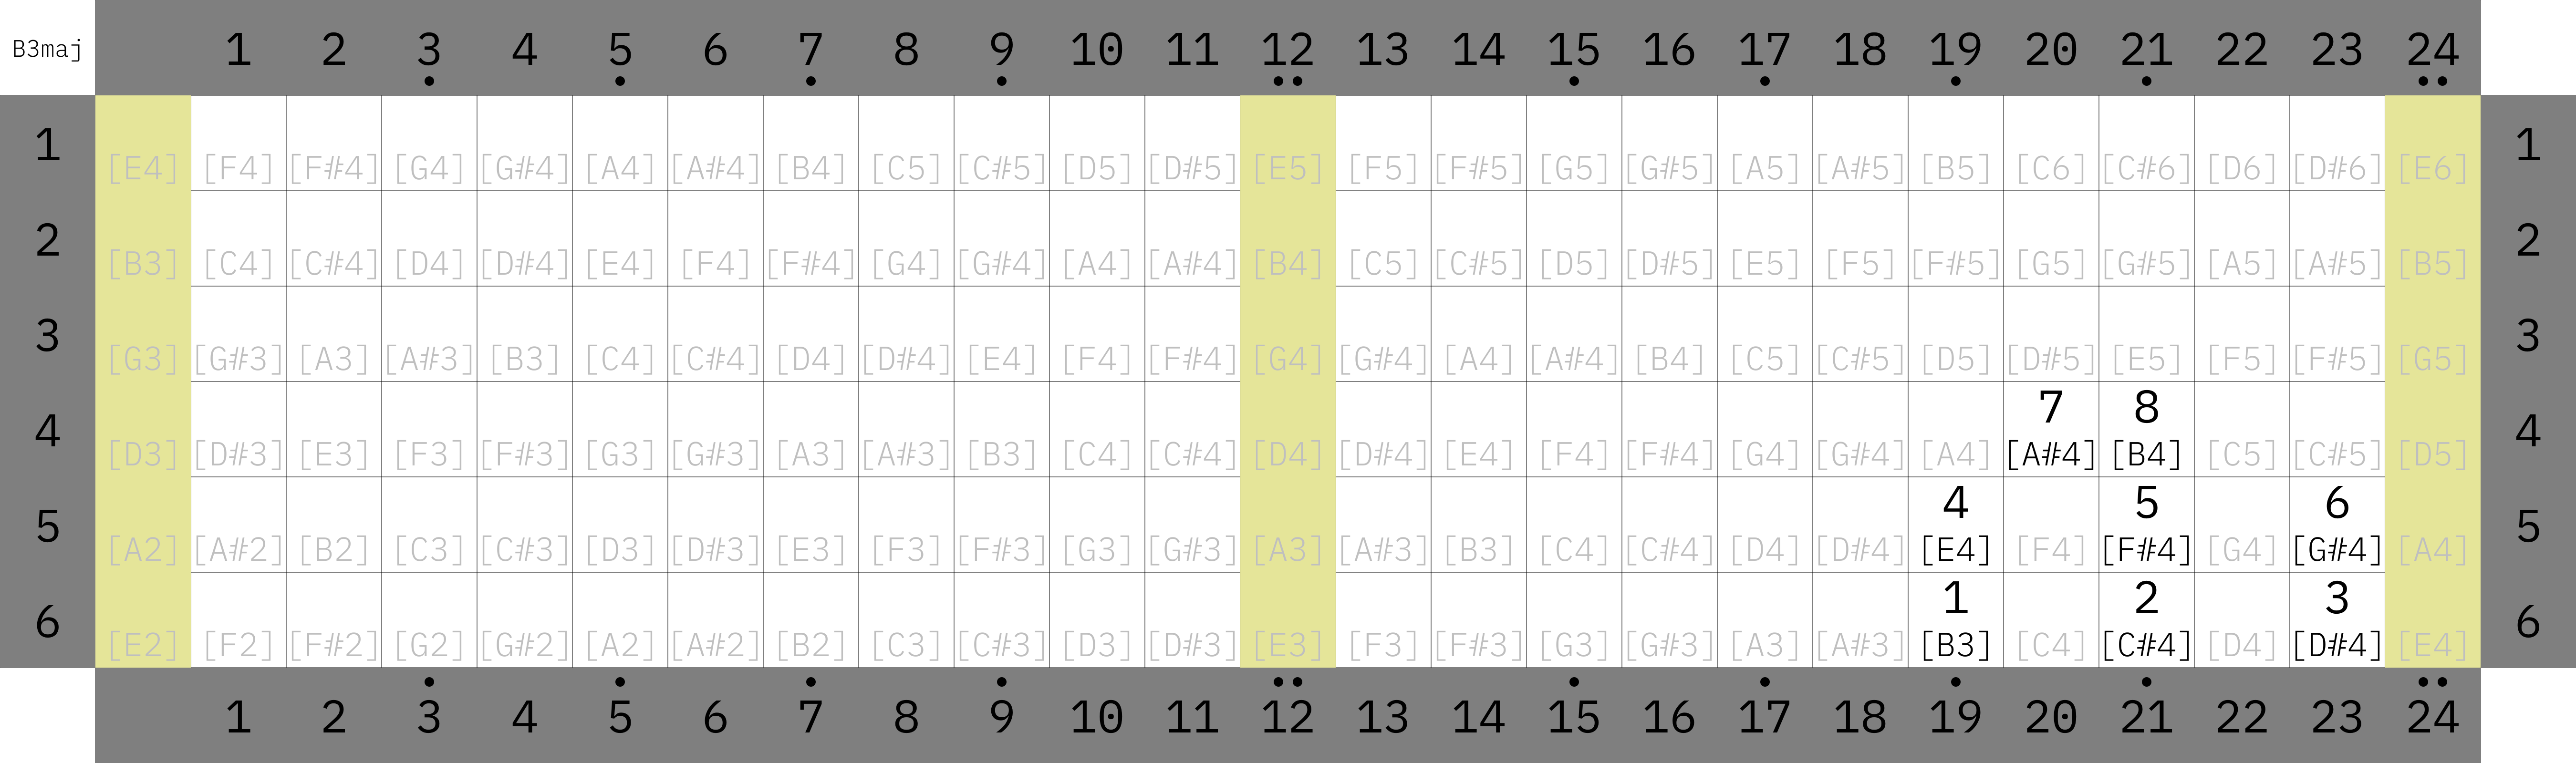 B3maj 1 2 3 4 5 6 7 8 9 10 11 12 13 14 15 16 17 18 19 20 21 22 23 24
1 [E4] [F4] [F#4] [G4] [G#4] [A4] [A#4] [B4] [C5] [C#5] [D5] [D#5] [E5] [F5] [F#5] [G5] [G#5] [A5] [A#5] [B5] [C6] [C#6] [D6] [D#6] [E6] 1
2 [B3] [C4] [C#4] [D4] [D#4] [E4] [F4] [F#4] [G4] [G#4] [A4] [A#4] [B4] [C5] [C#5] [D5] [D#5] [E5] [F5] [F#5] [G5] [G#5] [A5] [A#5] [B5] 2
3 [G3] [G#3] [A3] [A#3] [B3] [C4] [C#4] [D4] [D#4] [E4] [F4] [F#4] [G4] [G#4] [A4] [A#4] [B4] [C5] [C#5] [D5] [D#5] [E5] [F5] [F#5] [G5] 3
7 8
4 [D3] [D#3] [E3] [F3] [F#3] [G3] [G#3] [A3] [A#3] [B3] [C4] [C#4] [D4] [D#4] [E4] [F4] [F#4] [G4] [G#4] [A4] [A#4] [B4] [C5] [C#5] [D5] 4
4 5 6
5 [A2] [A#2] [B2] [C3] [C#3] [D3] [D#3] [E3] [F3] [F#3] [G3] [G#3] [A3] [A#3] [B3] [C4] [C#4] [D4] [D#4] [E4] [F4] [F#4] [G4] [G#4] [A4] 5
1 2 3
6 [E2] [F2] [F#2] [G2] [G#2] [A2] [A#2] [B2] [C3] [C#3] [D3] [D#3] [E3] [F3] [F#3] [G3] [G#3] [A3] [A#3] [B3] [C4] [C#4] [D4] [D#4] [E4] 6
1 2 3 4 5 6 7 8 9 10 11 12 13 14 15 16 17 18 19 20 21 22 23 24